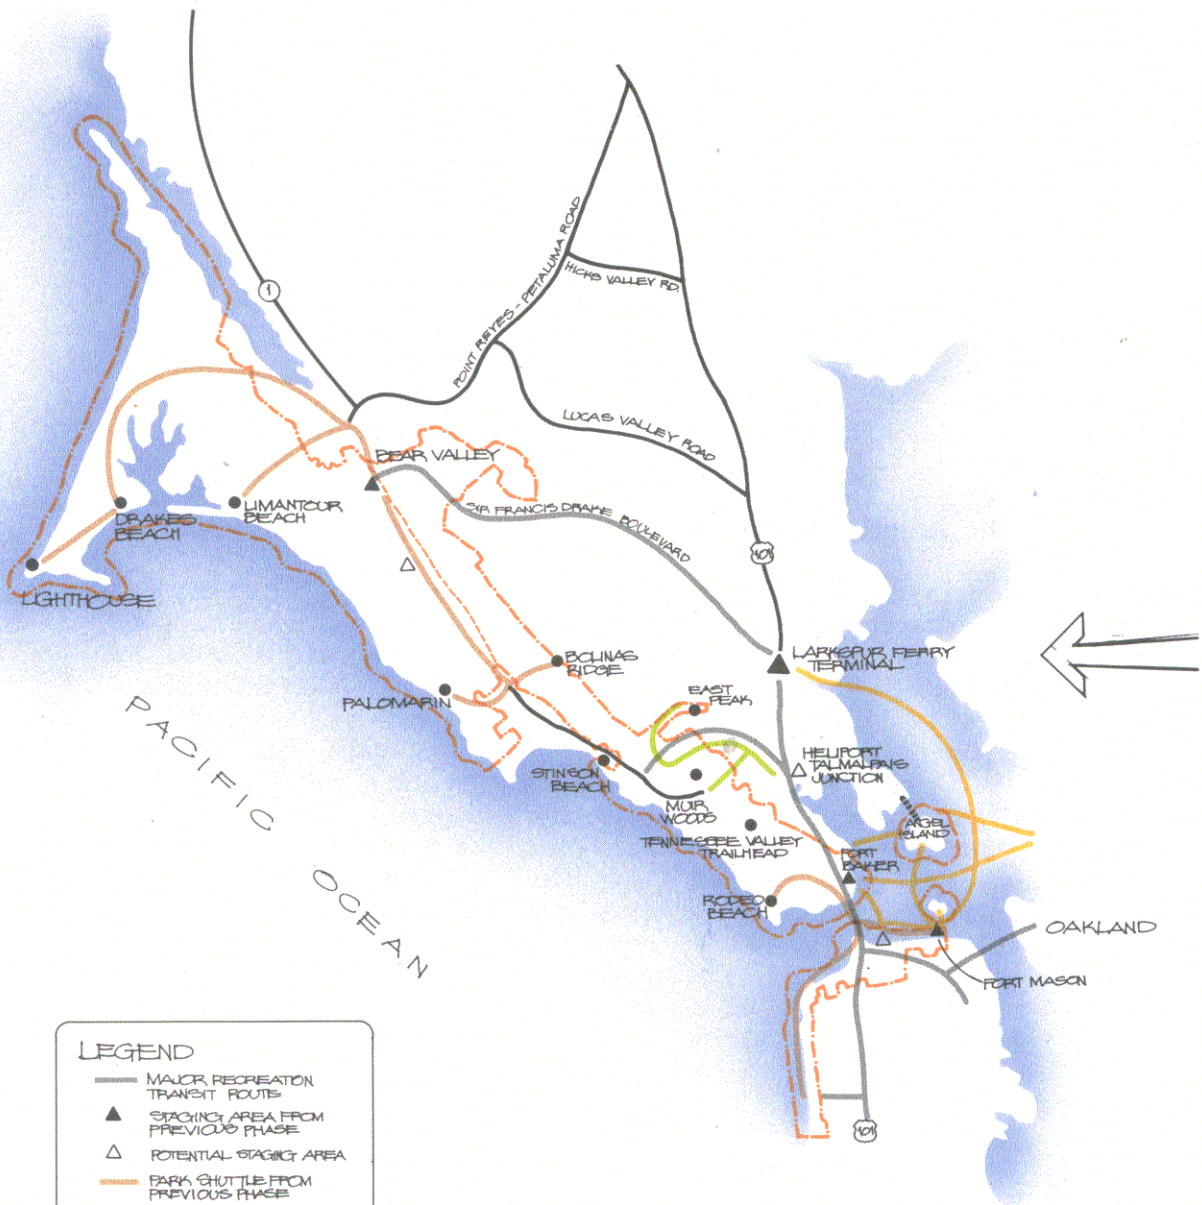 1
POINT REYES - PETALUMA ROAD
HICKS VALLEY RD.
LUCAS VALLEY ROAD
BEAR VALLEY
SIR FRANCIS DRAKE BOULEVARD
101
DRAKES
BEACH
LIMANTOUR
BEACH
LIGHTHOUSE
BOLINAS
RIDGE
PALOMARIN
LARKSPUR FERRY
TERMINAL
EAST
PEAK
STINSON
BEACH
MUIR
WOODS
HELIPORT
TALMALPAIS
JUNCTION
TENNESSEE VALLEY
TRAILHEAD
ANGEL
ISLAND
FORT
BAKER
RODEO
BEACH
OAKLAND
FORT MASON
PACIFIC
OCEAN
101
LEGEND
MAJOR RECREATION
TRANSIT ROUTE
STAGING AREA FROM
PREVIOUS PHASE
POTENTIAL STAGING AREA
PARK SHUTTLE FROM
PREVIOUS PHASE